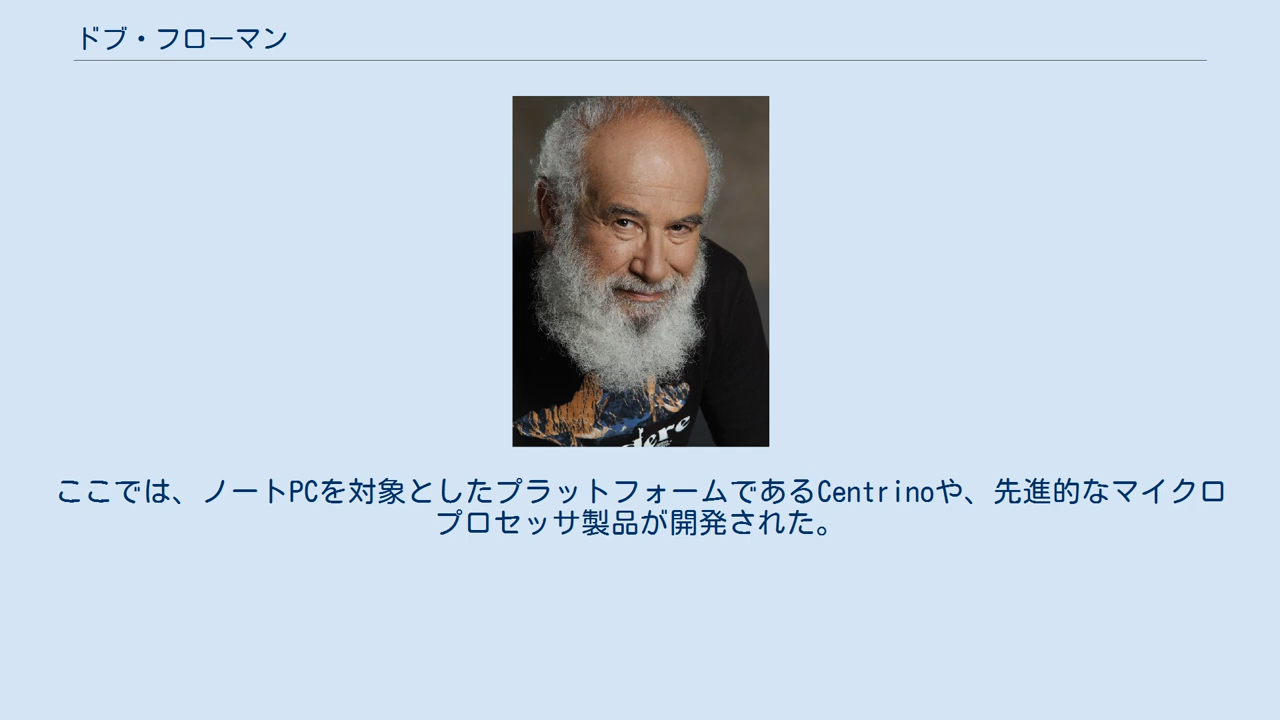 ドブ・フローマン
ここでは、ノートPCを対象としたプラットフォームであるCentrinoや、先進的なマイクロ
プロセッサ製品が開発された。